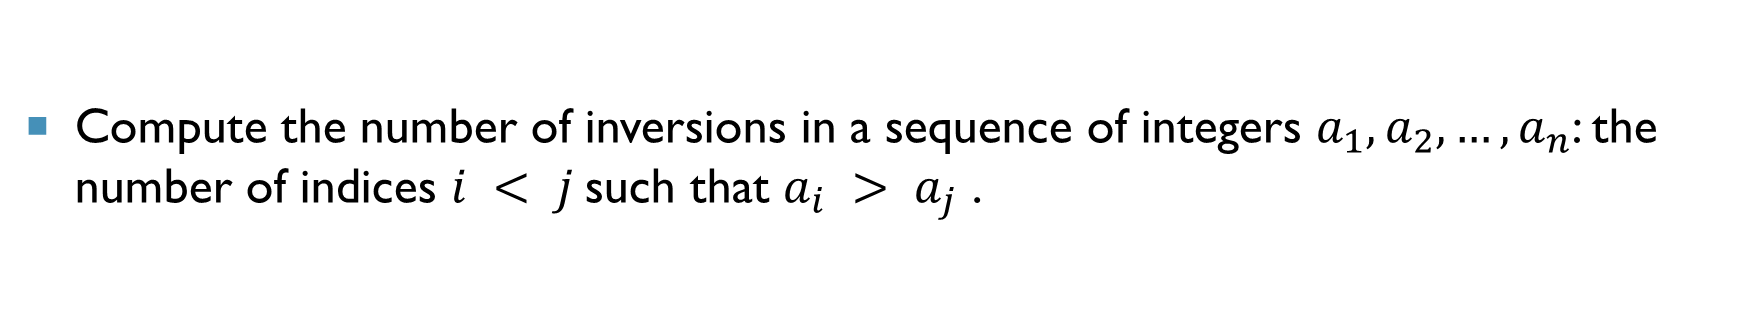 ▪ Compute the number of inversions in a sequence of integers a₁, a₂, … , aₙ: the
number of indices i < j such that aᵢ > aⱼ .